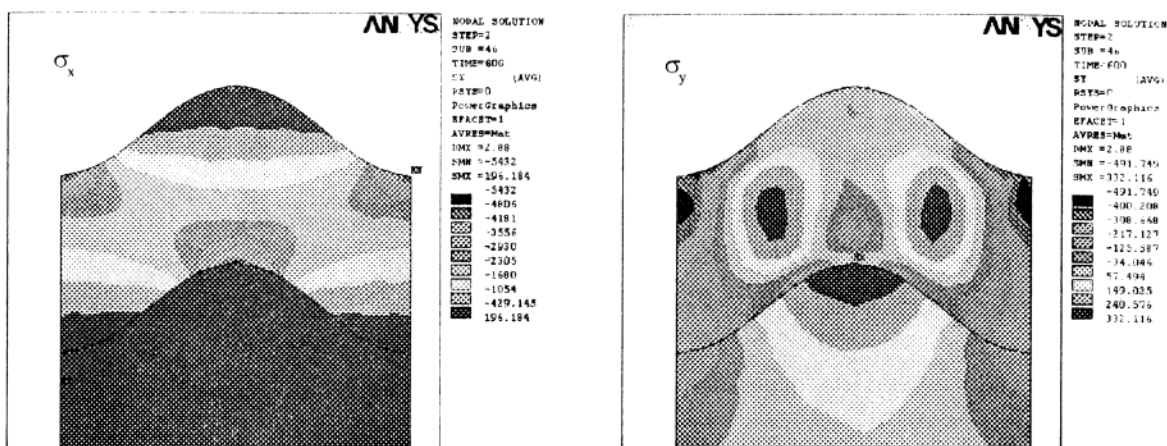 ANSYS
NODAL SOLUTION
STEP=2
SUB =46
TIME=600
SX (AVG)
RSYS=0
PowerGraphics
EFACET=1
AVRES=Mat
DMX =2.88
SMN =-5432
SMX =196.184
-5432
-4806
-4181
-3556
-2930
-2305
-1680
-1054
-429.145
196.184
σx
ANSYS
NODAL SOLUTION
STEP=2
SUB =46
TIME=600
SY (AVG)
RSYS=0
PowerGraphics
EFACET=1
AVRES=Mat
DMX =2.88
SMN =-491.749
SMX =332.116
-491.749
-400.208
-308.668
-217.127
-125.587
-34.046
57.494
149.035
240.576
332.116
σy